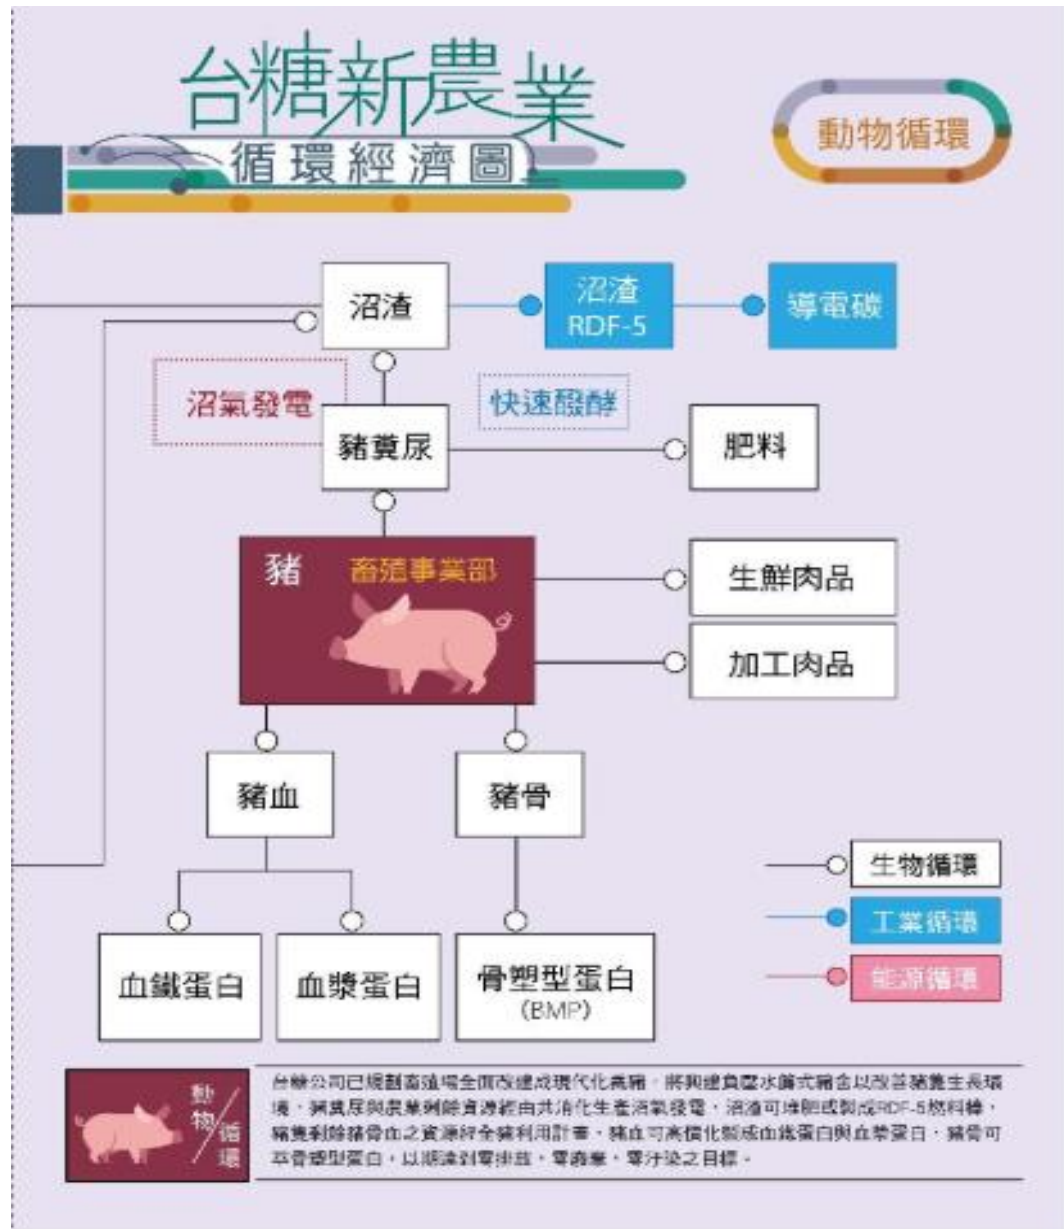 台糖新農業
循環經濟圖
動物循環
沼渣
沼渣
RDF-5
導電碳
沼氣發電
快速醱酵
豬糞尿
肥料
豬 畜殖事業部
生鮮肉品
加工肉品
豬血
豬骨
血鐵蛋白
血漿蛋白
骨塑型蛋白
(BMP)
生物循環
工業循環
能源循環
動物/循環
台糖公司已規劃畜殖場全面改建成現代化高豬,將興建負壓水簾式豬舍以改善豬隻生長環
境,豬糞尿與農業剩餘資源經由共消化生產沼氣發電,沼渣可堆肥或製成RDF-5燃料棒,
豬隻剩餘豬骨血之資源經全豬利用計畫,豬血可高價化製成血鐵蛋白與血漿蛋白,豬骨可
萃骨塑型蛋白,以期達到零排放、零廢棄、零汙染之目標。